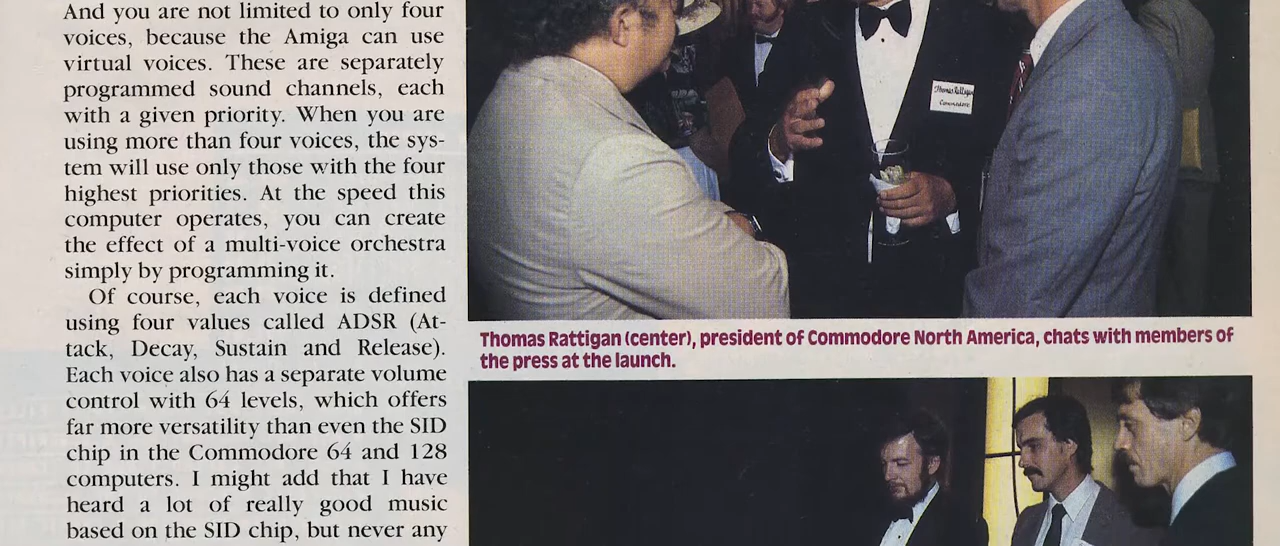 And you are not limited to only four
voices, because the Amiga can use
virtual voices. These are separately
programmed sound channels, each
with a given priority. When you are
using more than four voices, the sys-
tem will use only those with the four
highest priorities. At the speed this
computer operates, you can create
the effect of a multi-voice orchestra
simply by programming it.
Of course, each voice is defined
using four values called ADSR (At-
tack, Decay, Sustain and Release).
Each voice also has a separate volume
control with 64 levels, which offers
far more versatility than even the SID
chip in the Commodore 64 and 128
computers. I might add that I have
heard a lot of really good music
based on the SID chip, but never any
Thomas Rattigan
Commodore
Thomas Rattigan (center), president of Commodore North America, chats with members of
the press at the launch.